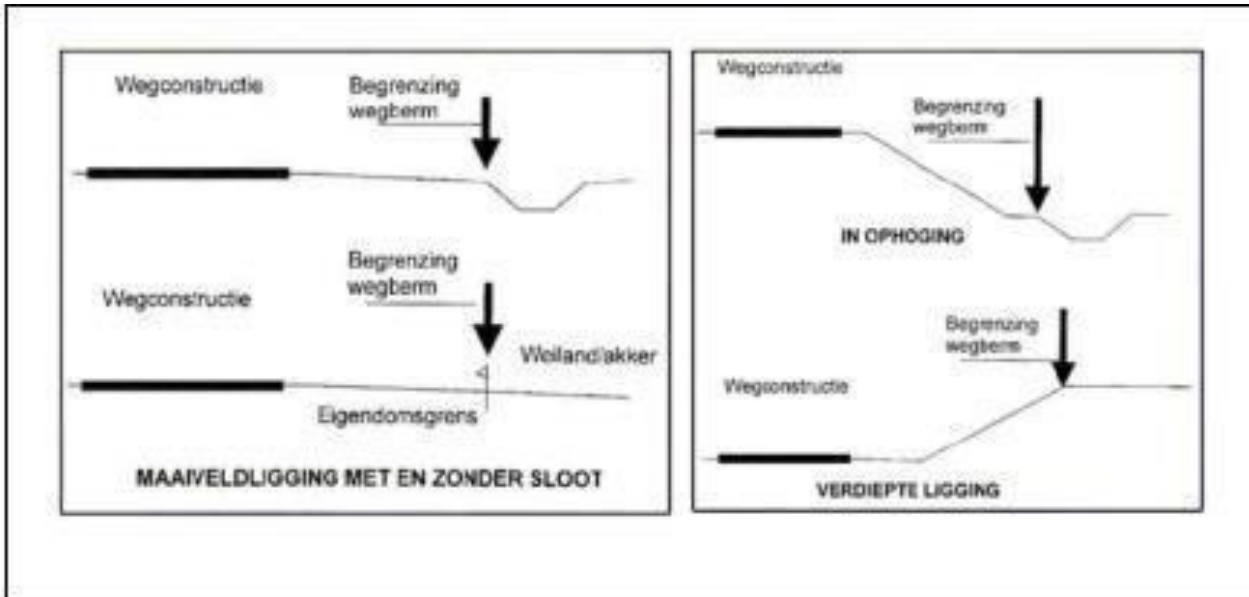 Wegconstructie
Begrenzing
wegberm
Begrenzing
wegberm
Wegconstructie
Weiland/akker
Eigendomsgrens
MAAIVELDLIGGING MET EN ZONDER SLOOT
Wegconstructie
Begrenzing
wegberm
IN OPHOGING
Begrenzing
wegberm
Wegconstructie
VERDIEPTE LIGGING